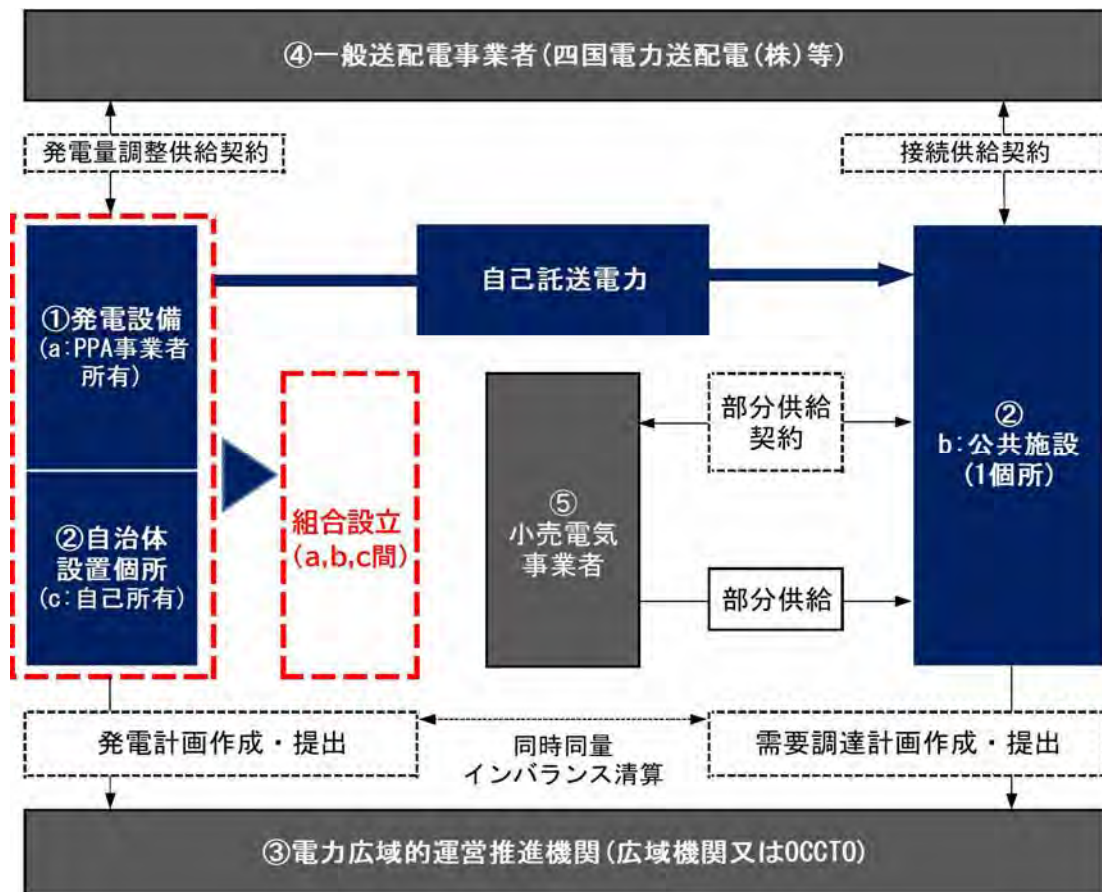 ④一般送配電事業者(四国電力送配電(株)等)
発電量調整供給契約
接続供給契約
①発電設備
(a:PPA事業者
所有)
②自治体
設置個所
(c:自己所有)
自己託送電力
組合設立
(a,b,c間)
⑤
小売電気
事業者
部分供給
契約
部分供給
②
b:公共施設
(1個所)
発電計画作成・提出
同時同量
インバランス清算
需要調達計画作成・提出
③電力広域的運営推進機関(広域機関又はOCCTO)